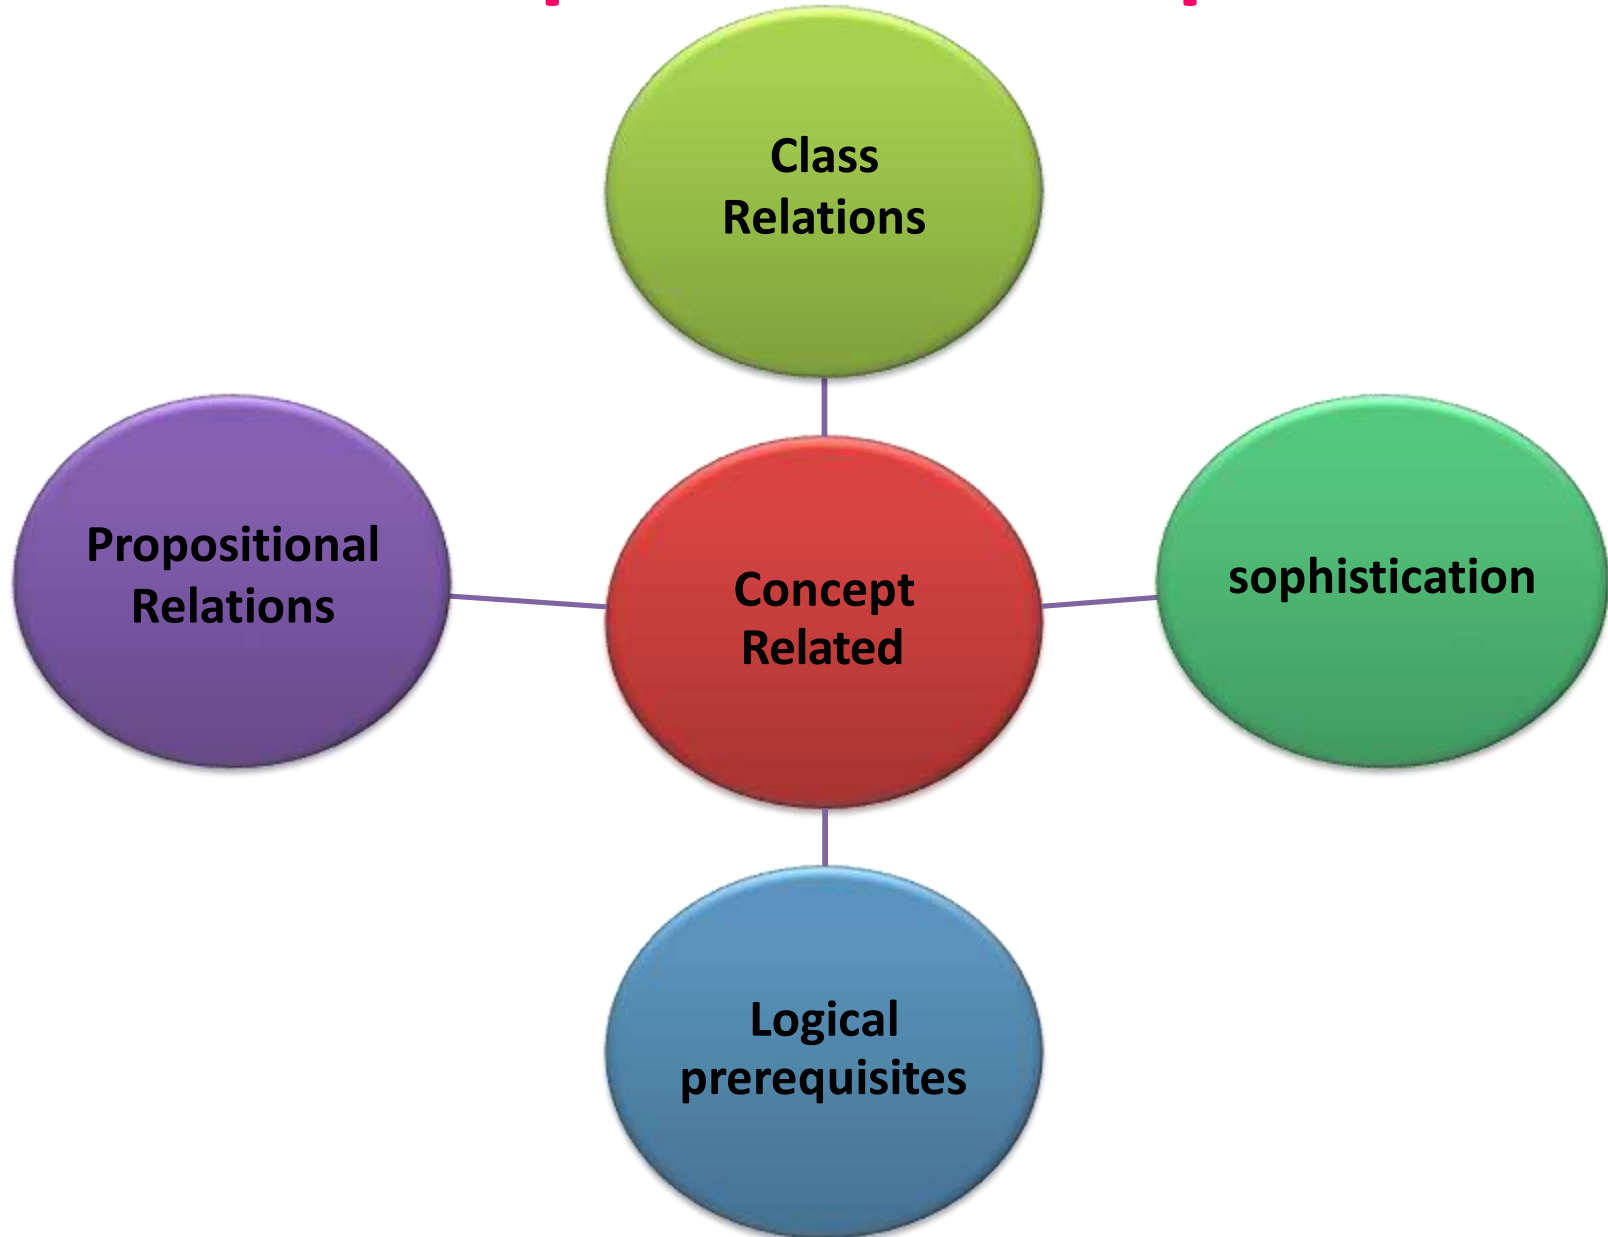 Class
Relations
Propositional
Relations
Concept
Related
sophistication
Logical
prerequisites